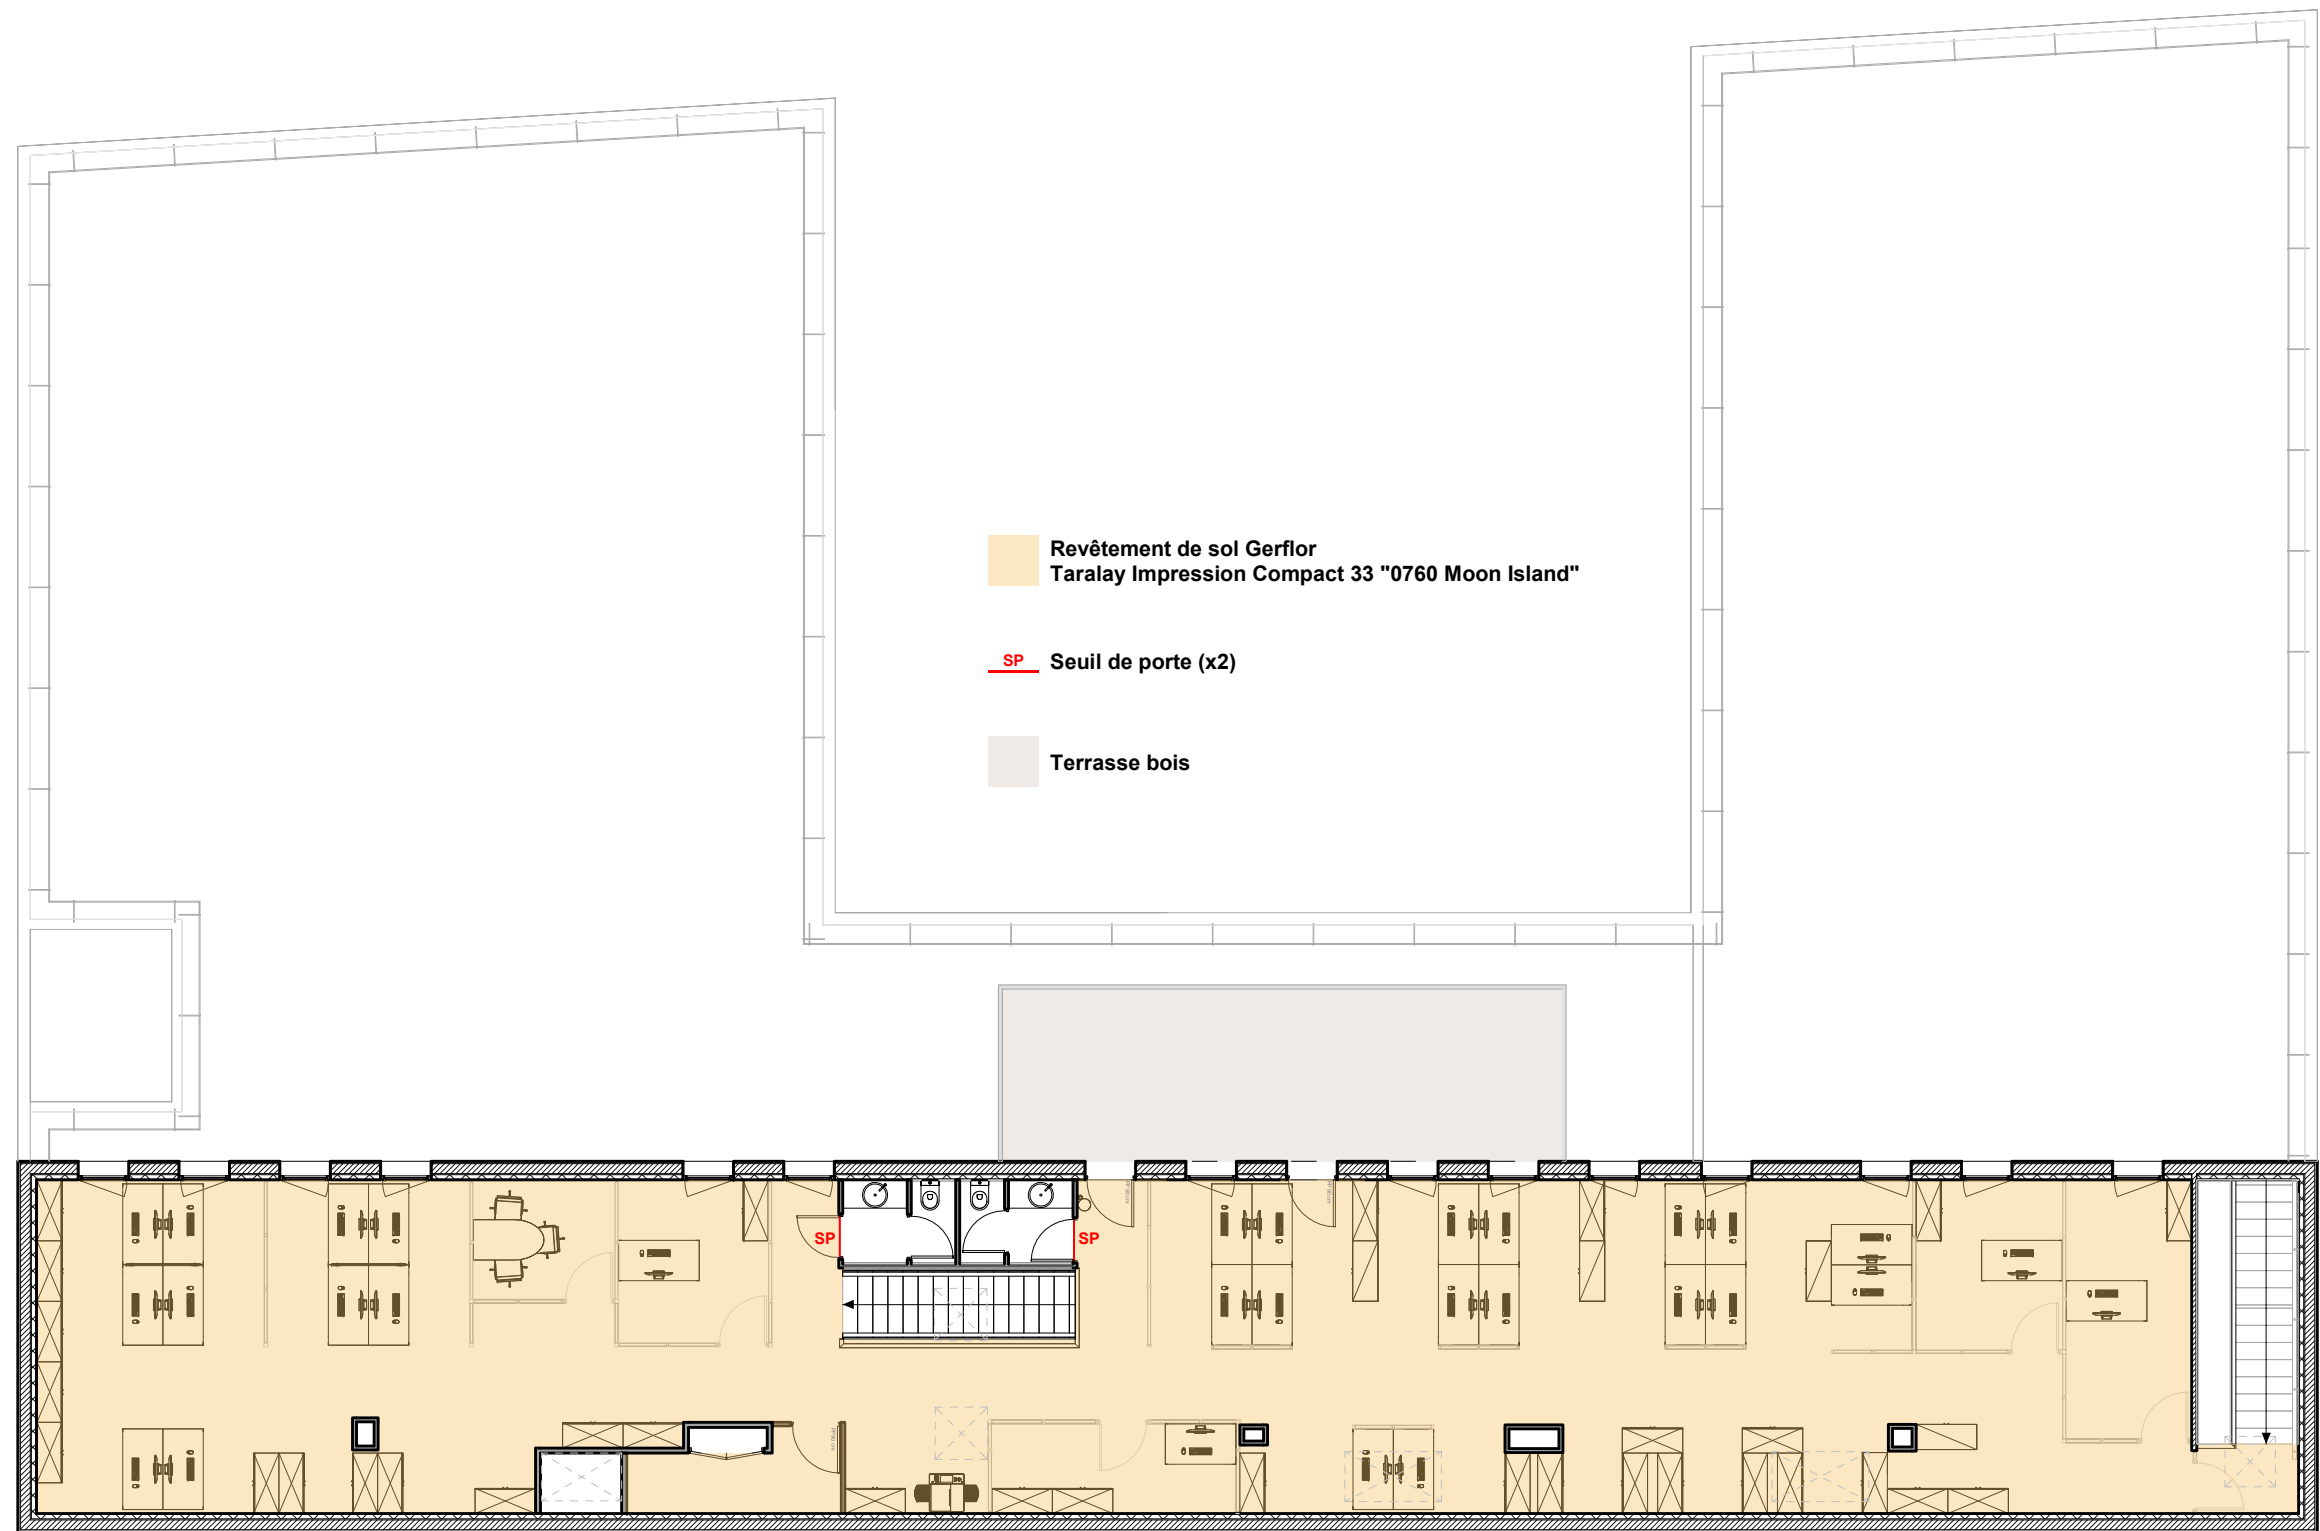 Revêtement de sol Gerflor
Taralay Impression Compact 33 "0760 Moon Island"
SP Seuil de porte (x2)
Terrasse bois
SP
SP